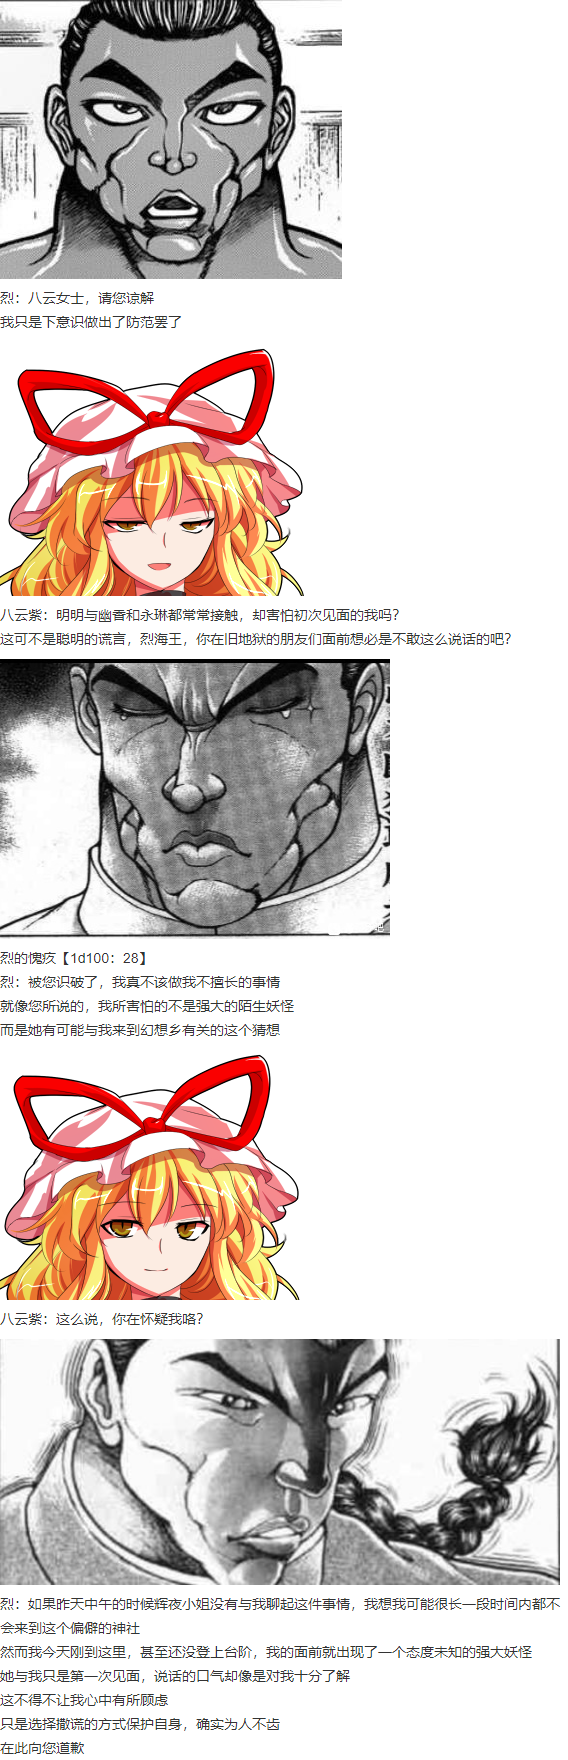 烈：八云女士，请您谅解
我只是下意识做出了防范罢了
八云紫：明明与幽香和永琳都常常接触，却害怕初次见面的我吗？
这可不是聪明的谎言，烈海王，你在旧地狱的朋友们面前想必是不敢这么说话的吧？
烈的愧疚【1d100：28】
烈：被您识破了，我真不该做我不擅长的事情
就像您所说的，我所害怕的不是强大的陌生妖怪
而是她有可能与我来到幻想乡有关的这个猜想
八云紫：这么说，你在怀疑我咯？
烈：如果昨天中午的时候辉夜小姐没有与我聊起这件事情，我想我可能很长一段时间内都不
会来到这个偏僻的神社
然而我今天刚到这里，甚至还没登上台阶，我的面前就出现了一个态度未知的强大妖怪
她与我只是第一次见面，说话的口气却像是对我十分了解
这不得不让我心中有所顾虑
只是选择撒谎的方式保护自身，确实为人不齿
在此向您道歉